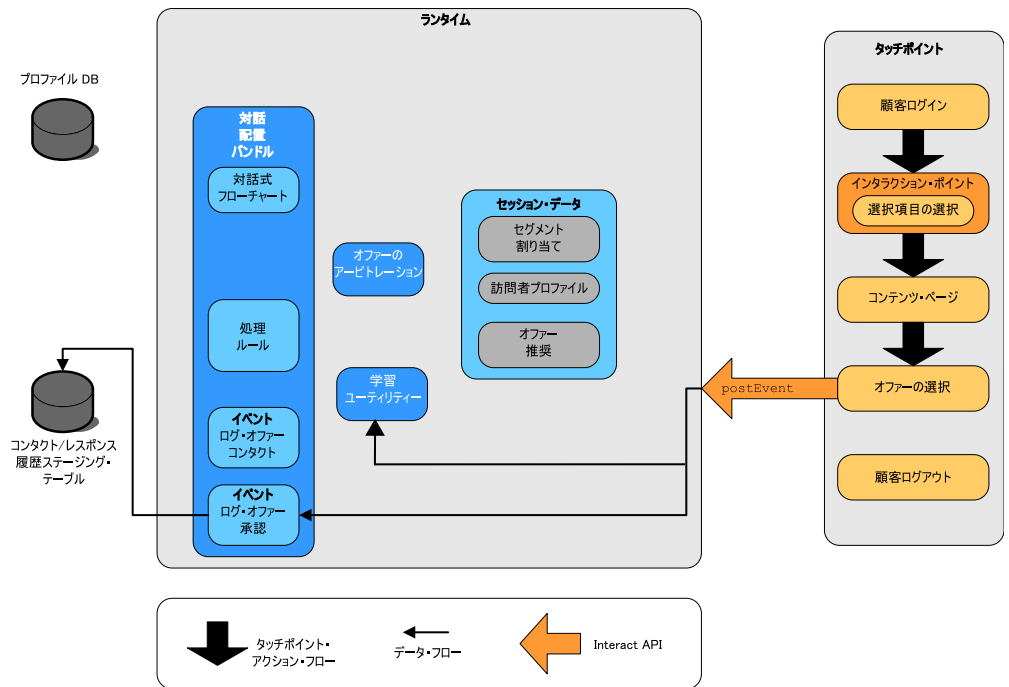 ランタイム
プロファイル DB
対話
配置
バンドル
対話式
フローチャート
処理
ルール
イベント
ログ・オファー
コンタクト
イベント
ログ・オファー
承認
コンタクト/レスポンス
履歴ステージング・
テーブル
オファーの
アービトレーション
学習
ユーティリティー
セッション・データ
セグメント
割り当て
訪問者プロファイル
オファー
推奨
postEvent
タッチポイント
顧客ログイン
インタラクション・ポイント
選択項目の選択
コンテンツ・ページ
オファーの選択
顧客ログアウト
タッチポイント・
アクション・フロー
データ・フロー
Interact API